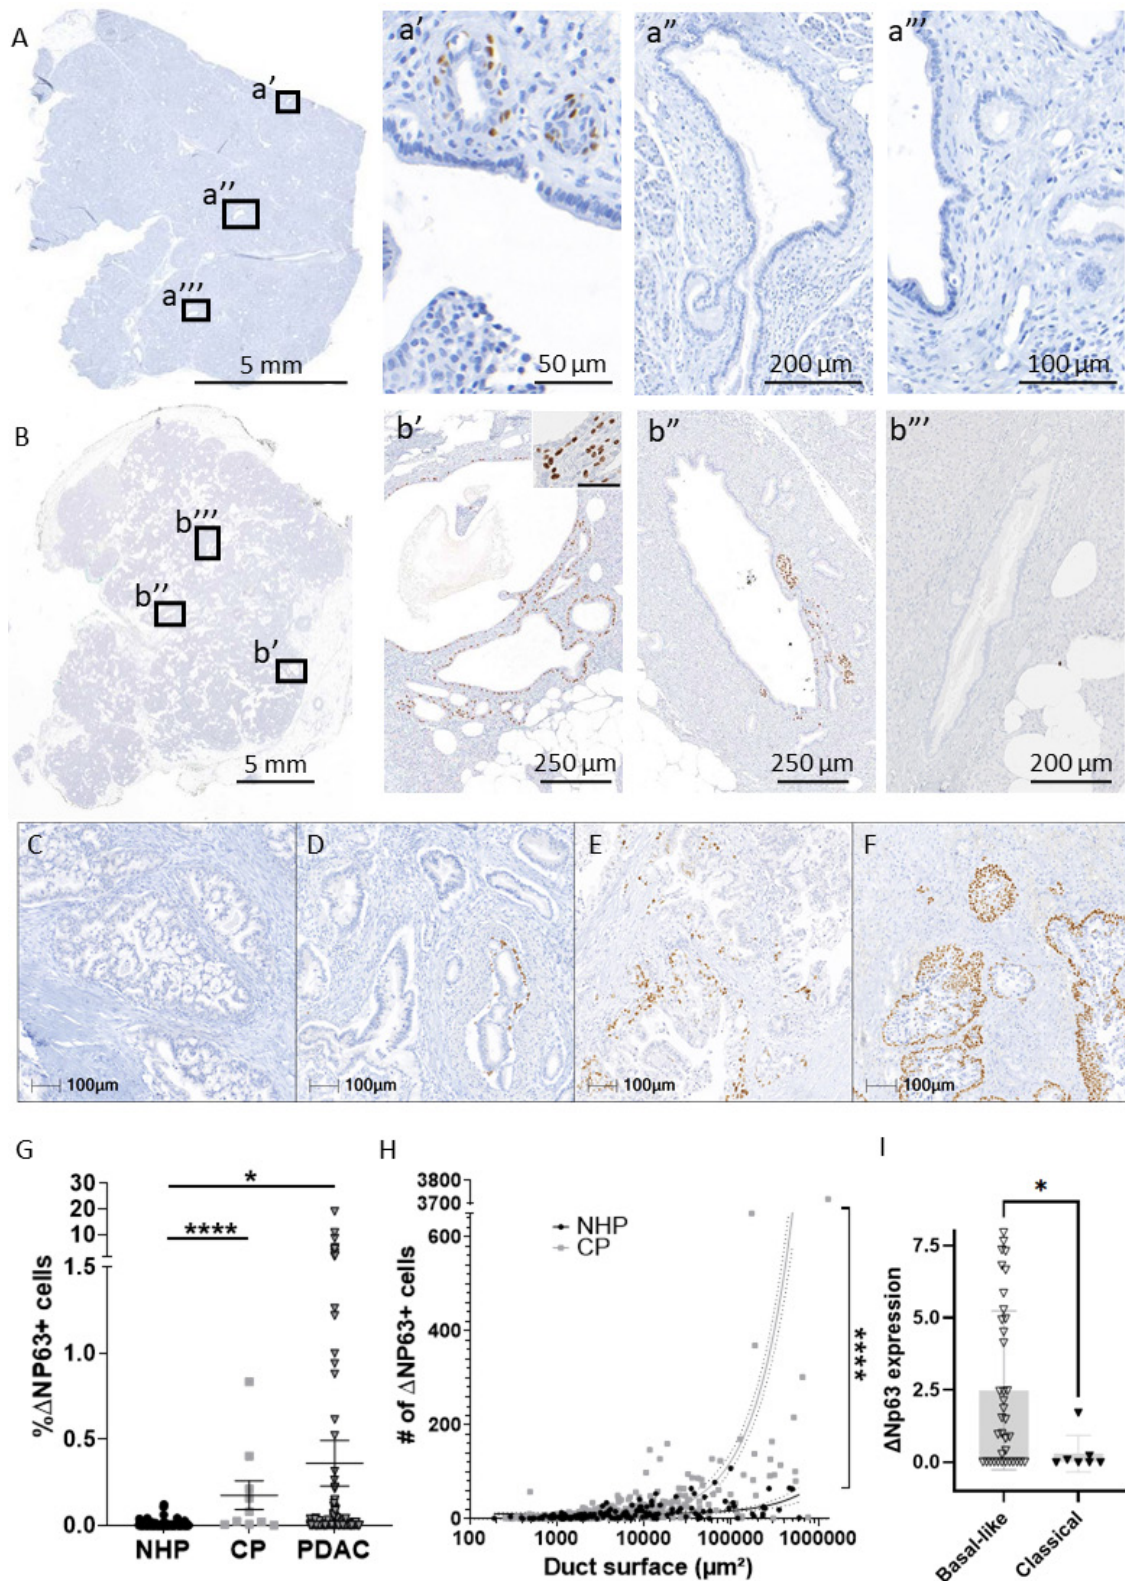 A
a’
a’’
a’’’
5 mm
a’
50 µm
a”
200 µm
a”’
100 µm
B
b’’’
b’’
b’
5 mm
b’
250 µm
b”
250 µm
b”’
200 µm
C
100µm
D
100µm
E
100µm
F
100µm
G
%ΔNP63+ cells
30
20
10
1.5
1.0
0.5
0.0
*
****
NHP CP PDAC
H
# of ΔNP63+ cells
3800
3700
600
400
200
0
NHP
CP
****
100 1000 10000 100000 1000000
Duct surface (µm²)
I
*
ΔNp63 expression
7.5
5.0
2.5
0.0
Basal-like
Classical